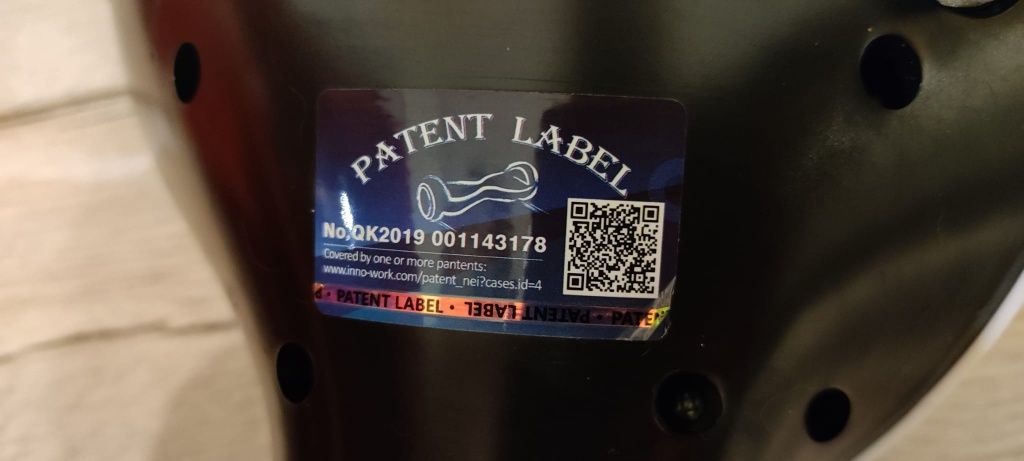 PATENT LABEL
No,QK2019 001143178
Covered by one or more pantents:
www.inno-work.com/patent_nei?cases.id=4
• PATENT LABEL • PATENT LABEL • PATE